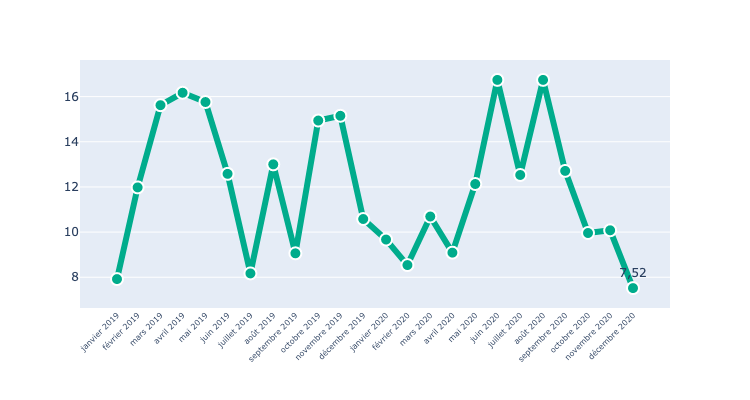 16
14
12
10
8
7.52
janvier 2019
février 2019
mars 2019
avril 2019
mai 2019
juin 2019
juillet 2019
août 2019
septembre 2019
octobre 2019
novembre 2019
décembre 2019
janvier 2020
février 2020
mars 2020
avril 2020
mai 2020
juin 2020
juillet 2020
août 2020
septembre 2020
octobre 2020
novembre 2020
décembre 2020